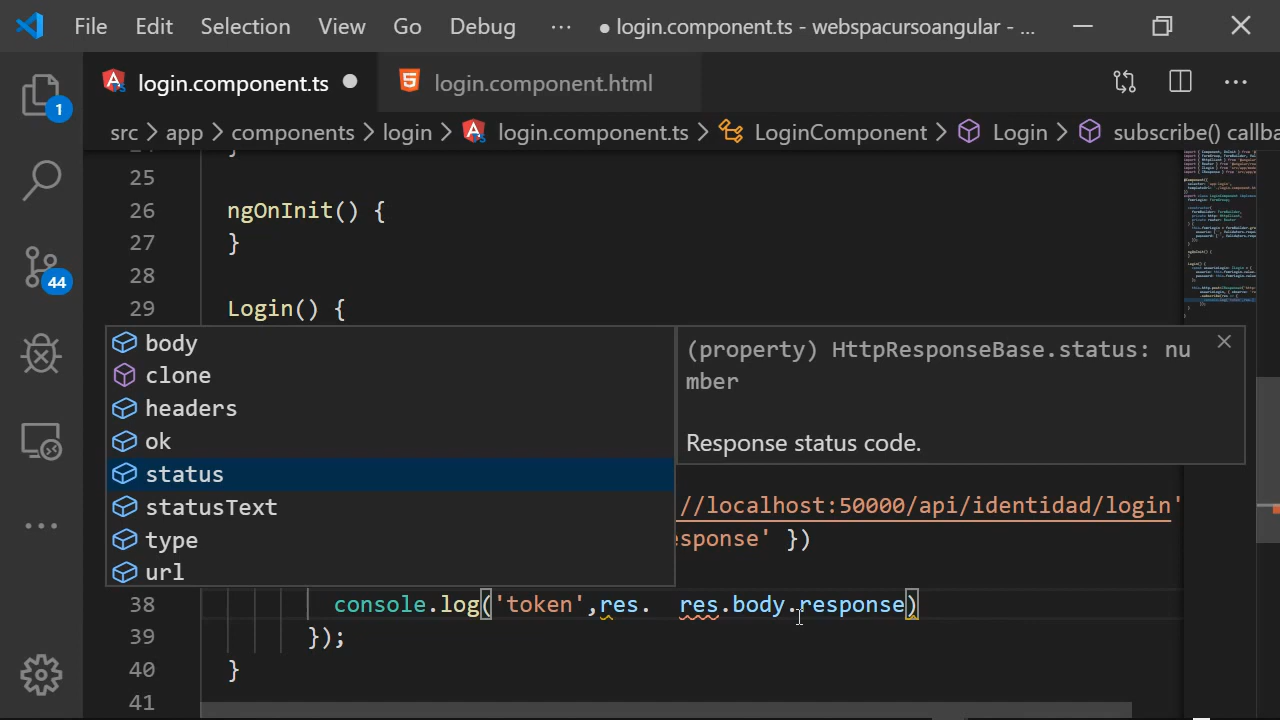 File Edit Selection View Go Debug ··· ● login.component.ts - webspacursoangular - ...
login.component.ts ● login.component.html
src > app > components > login > login.component.ts > LoginComponent > Login > subscribe() callba
1
44
25
26 ngOnInit() {
27 }
28
29 Login() {
body
clone
headers
ok
status
statusText
type
url
(property) HttpResponseBase.status: nu
mber
Response status code.
//localhost:50000/api/identidad/login'
esponse' })
38 console.log('token',res.  res.body.response)
39 });
40 }
41